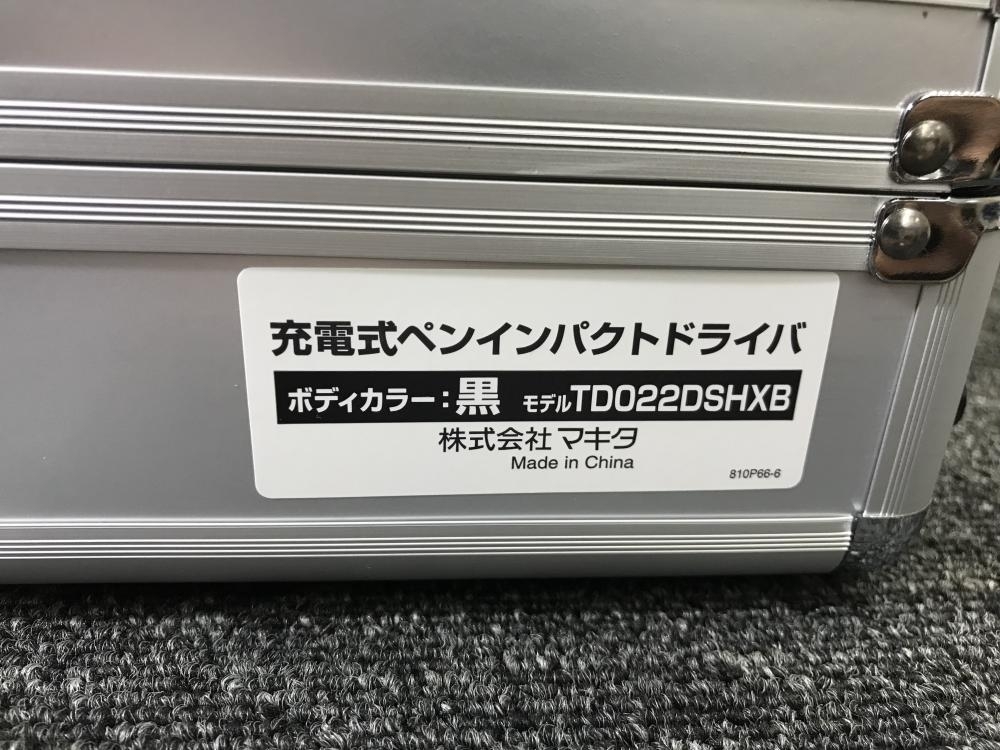 充電式ペンインパクトドライバ
ボディカラー：黒 モデルTD022DSHXB
株式会社 マキタ
Made in China
810P66-6